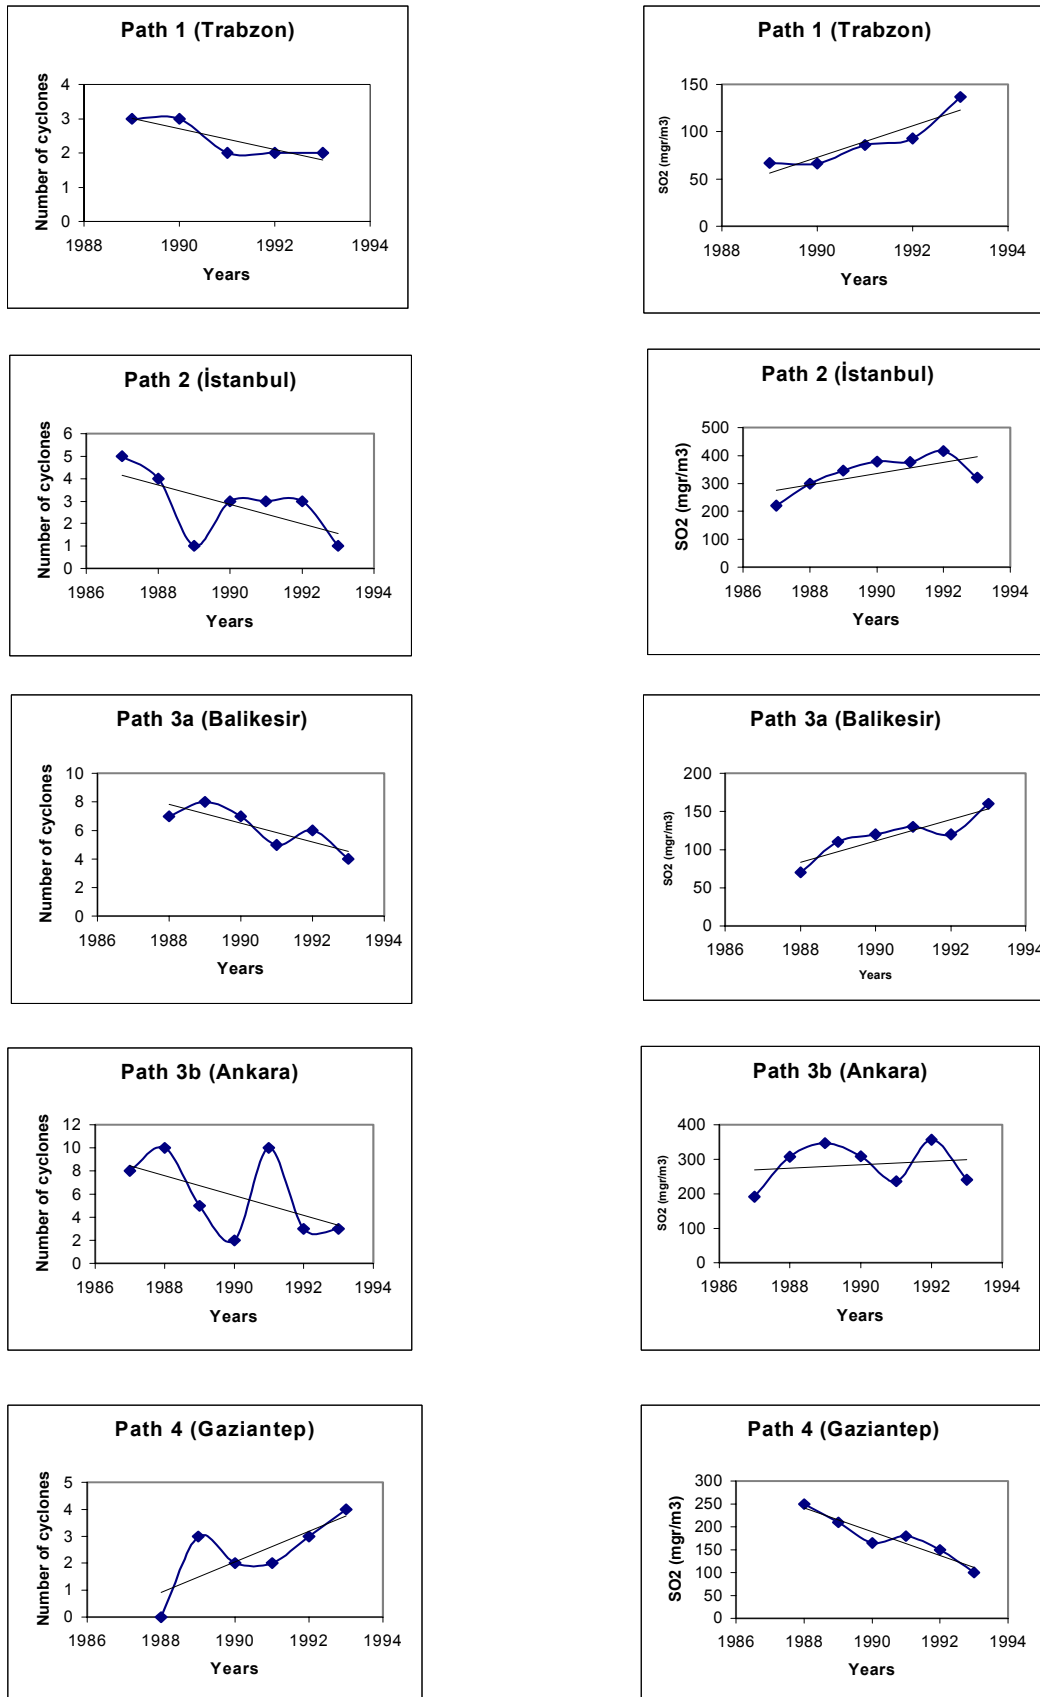 Path 1 (Trabzon)
Number of cyclones
4
3
2
1
0
1988 1990 1992 1994
Years
Path 1 (Trabzon)
SO2 (mgr/m3)
150
100
50
0
1988 1990 1992 1994
Years
Path 2 (İstanbul)
Number of cyclones
6
5
4
3
2
1
0
1986 1988 1990 1992 1994
Years
Path 2 (İstanbul)
SO2 (mgr/m3)
500
400
300
200
100
0
1986 1988 1990 1992 1994
Years
Path 3a (Balikesir)
Number of cyclones
10
8
6
4
2
0
1986 1988 1990 1992 1994
Years
Path 3a (Balikesir)
SO2 (mgr/m3)
200
150
100
50
0
1986 1988 1990 1992 1994
Years
Path 3b (Ankara)
Number of cyclones
12
10
8
6
4
2
0
1986 1988 1990 1992 1994
Years
Path 3b (Ankara)
SO2 (mgr/m3)
400
300
200
100
0
1986 1988 1990 1992 1994
Years
Path 4 (Gaziantep)
Number of cyclones
5
4
3
2
1
0
1986 1988 1990 1992 1994
Years
Path 4 (Gaziantep)
SO2 (mgr/m3)
300
250
200
150
100
50
0
1986 1988 1990 1992 1994
Years